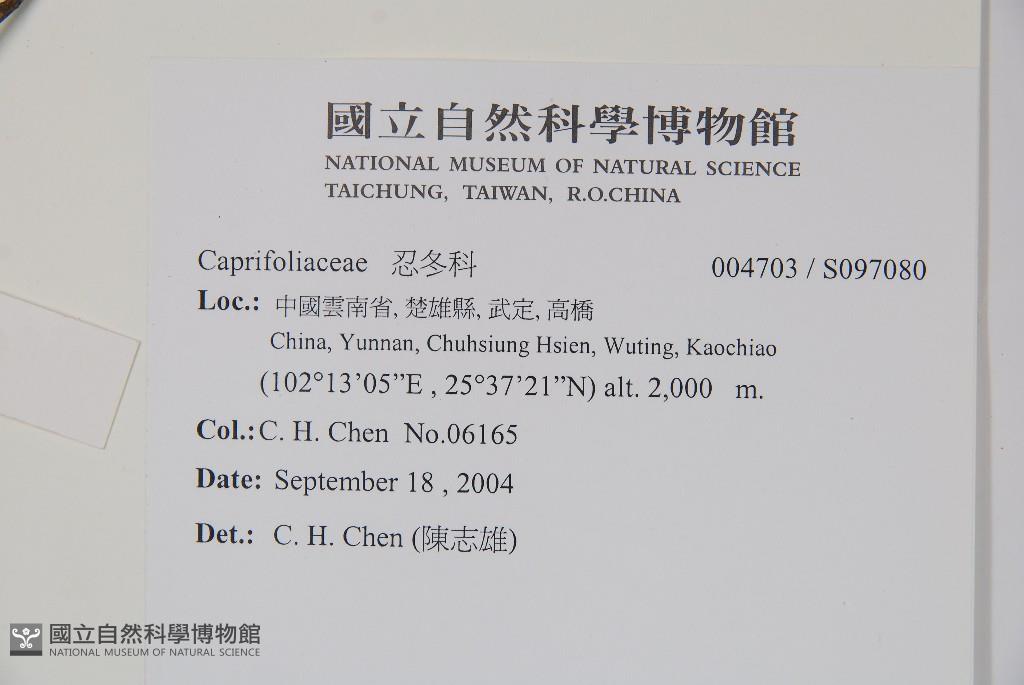 國立自然科學博物館
NATIONAL MUSEUM OF NATURAL SCIENCE
TAICHUNG, TAIWAN, R.O.CHINA
Caprifoliaceae 忍冬科 004703 / S097080
Loc.: 中國雲南省, 楚雄縣, 武定, 高橋
China, Yunnan, Chuhsiung Hsien, Wuting, Kaochiao
(102°13’05”E , 25°37’21”N) alt. 2,000 m.
Col.: C. H. Chen No.06165
Date: September 18 , 2004
Det.: C. H. Chen (陳志雄)
國立自然科學博物館
NATIONAL MUSEUM OF NATURAL SCIENCE